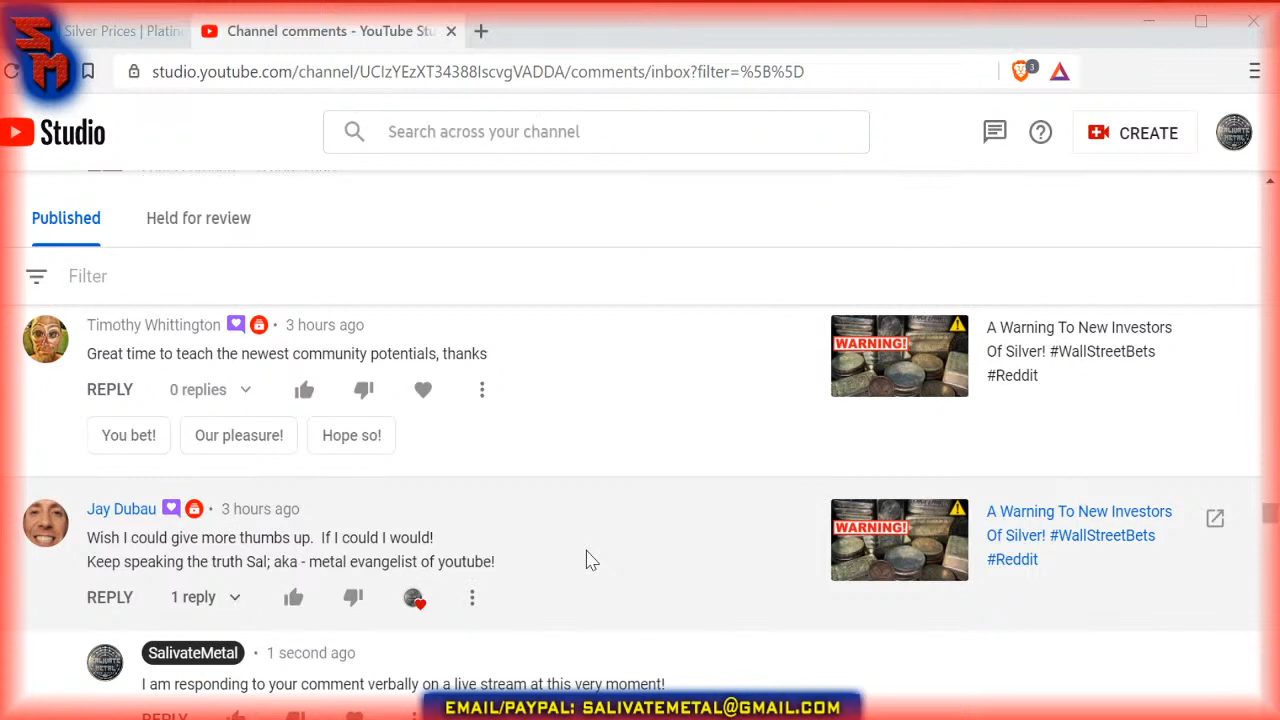 SM
Silver Prices | Platin
Channel comments - YouTube Stu
studio.youtube.com/channel/UCIzYEzXT34388IscvgVADDA/comments/inbox?filter=%5B%5D
3
Studio
Search across your channel
CREATE
Published
Held for review
Filter
Timothy Whittington • 3 hours ago
Great time to teach the newest community potentials, thanks
REPLY 0 replies
You bet! Our pleasure! Hope so!
WARNING!
A Warning To New Investors
Of Silver! #WallStreetBets
#Reddit
Jay Dubau • 3 hours ago
Wish I could give more thumbs up. If I could I would!
Keep speaking the truth Sal; aka - metal evangelist of youtube!
REPLY 1 reply
WARNING!
A Warning To New Investors
Of Silver! #WallStreetBets
#Reddit
SalivateMetal • 1 second ago
I am responding to your comment verbally on a live stream at this very moment!
REPLY
EMAIL/PAYPAL: SALIVATEMETAL@GMAIL.COM